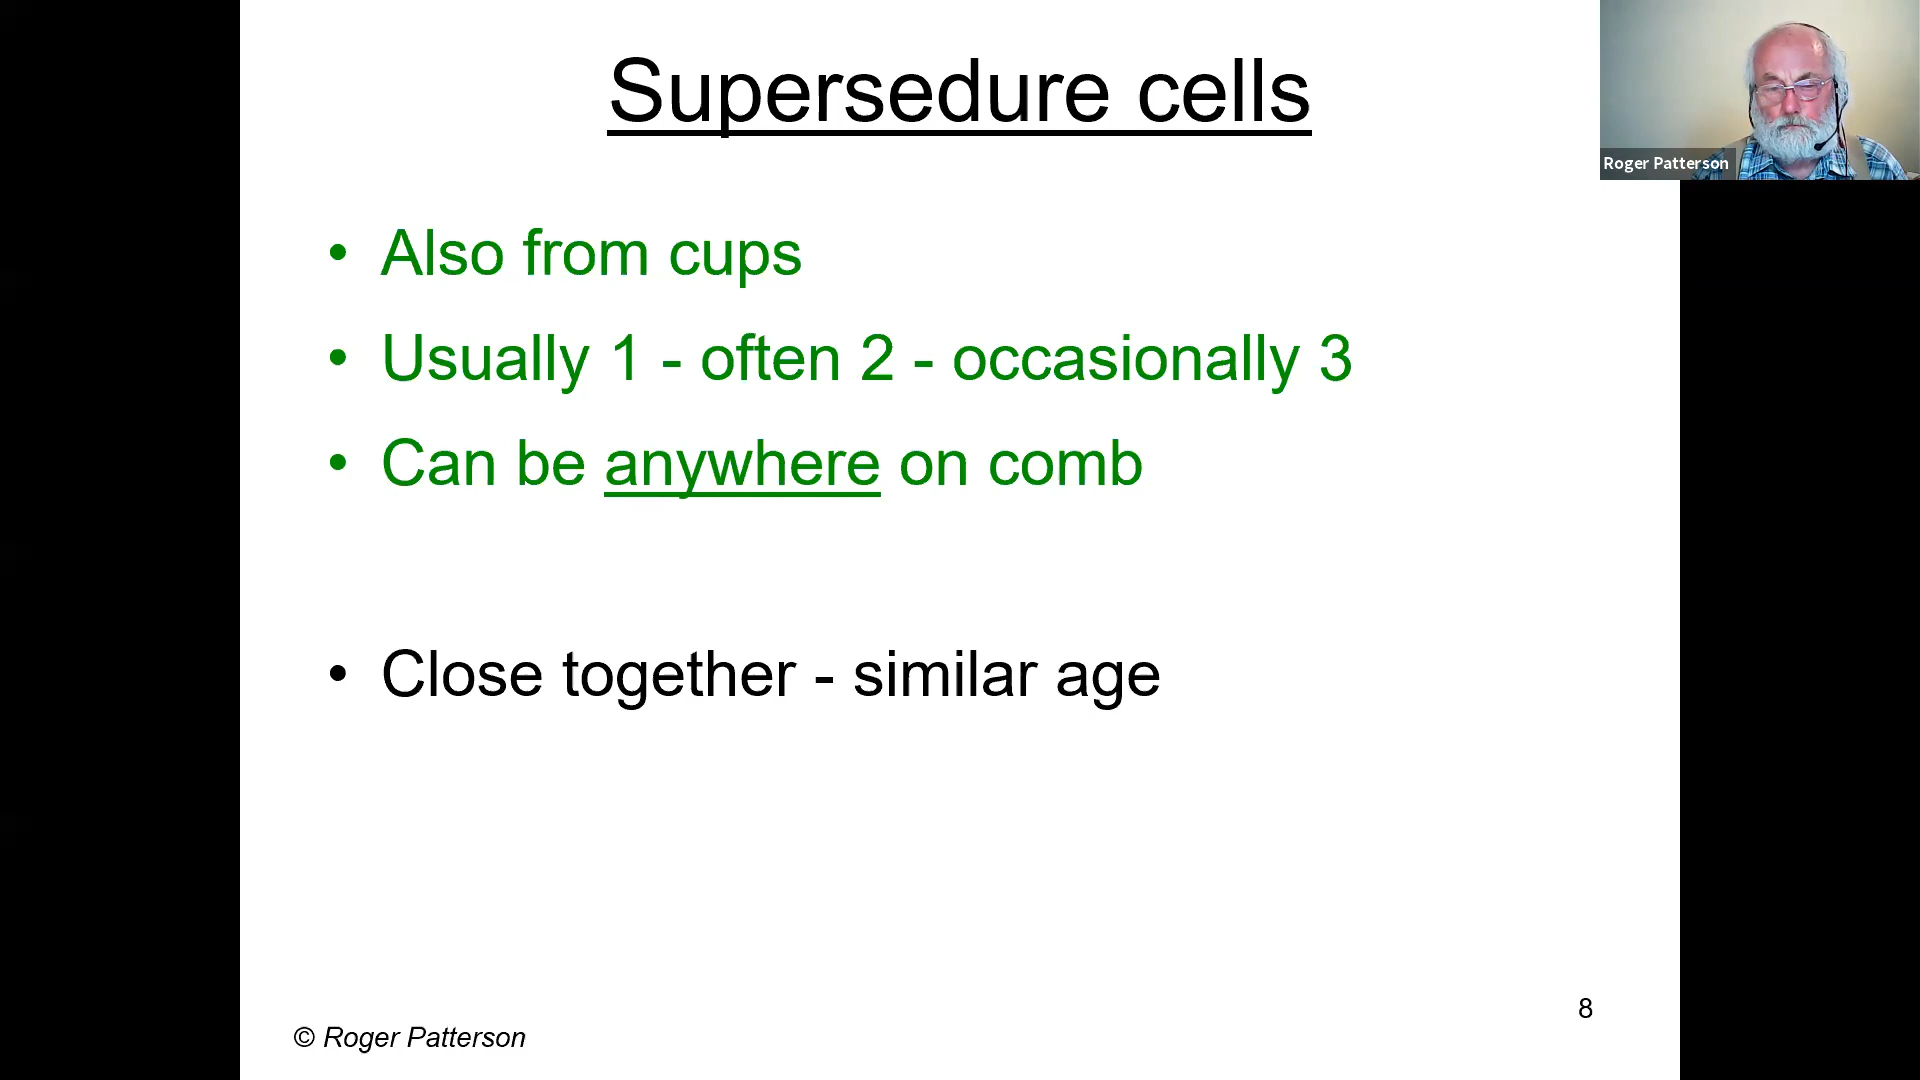 Supersedure cells
Roger Patterson
• Also from cups
• Usually 1 - often 2 - occasionally 3
• Can be anywhere on comb
• Close together - similar age
8
© Roger Patterson